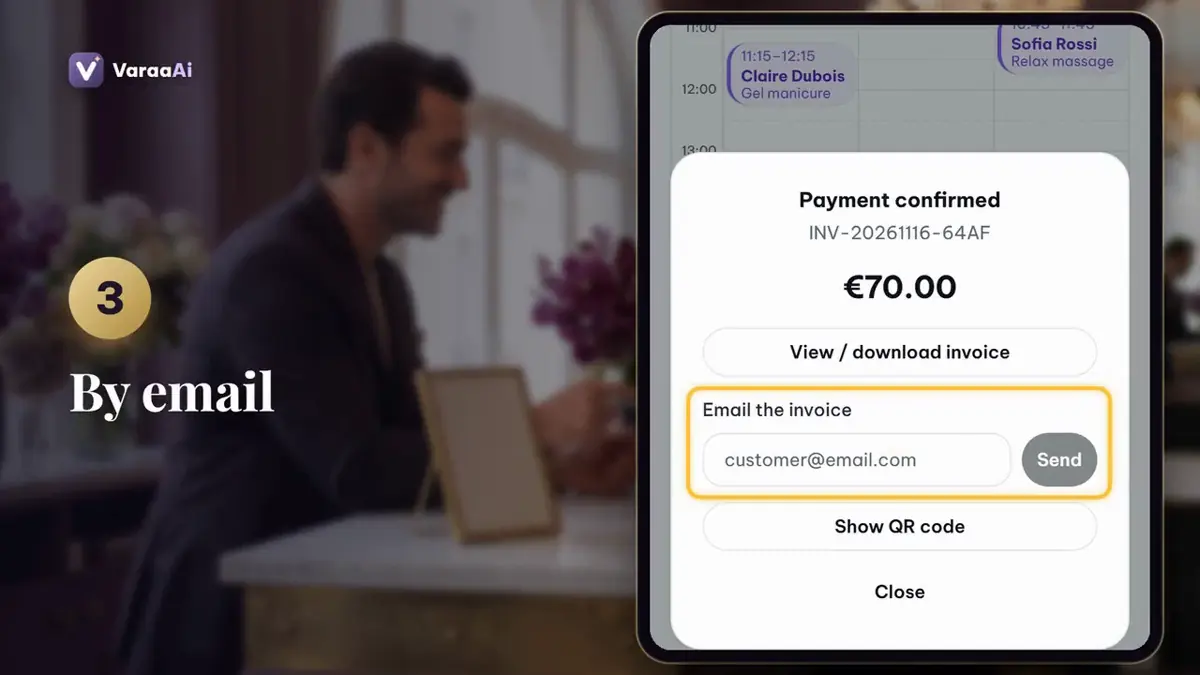 VaraaAi
3
By email
11:00
11:15–12:15
Claire Dubois
Gel manicure
Sofia Rossi
Relax massage
12:00
13:00
Payment confirmed
INV-20261116-64AF
€70.00
View / download invoice
Email the invoice
customer@email.com
Send
Show QR code
Close